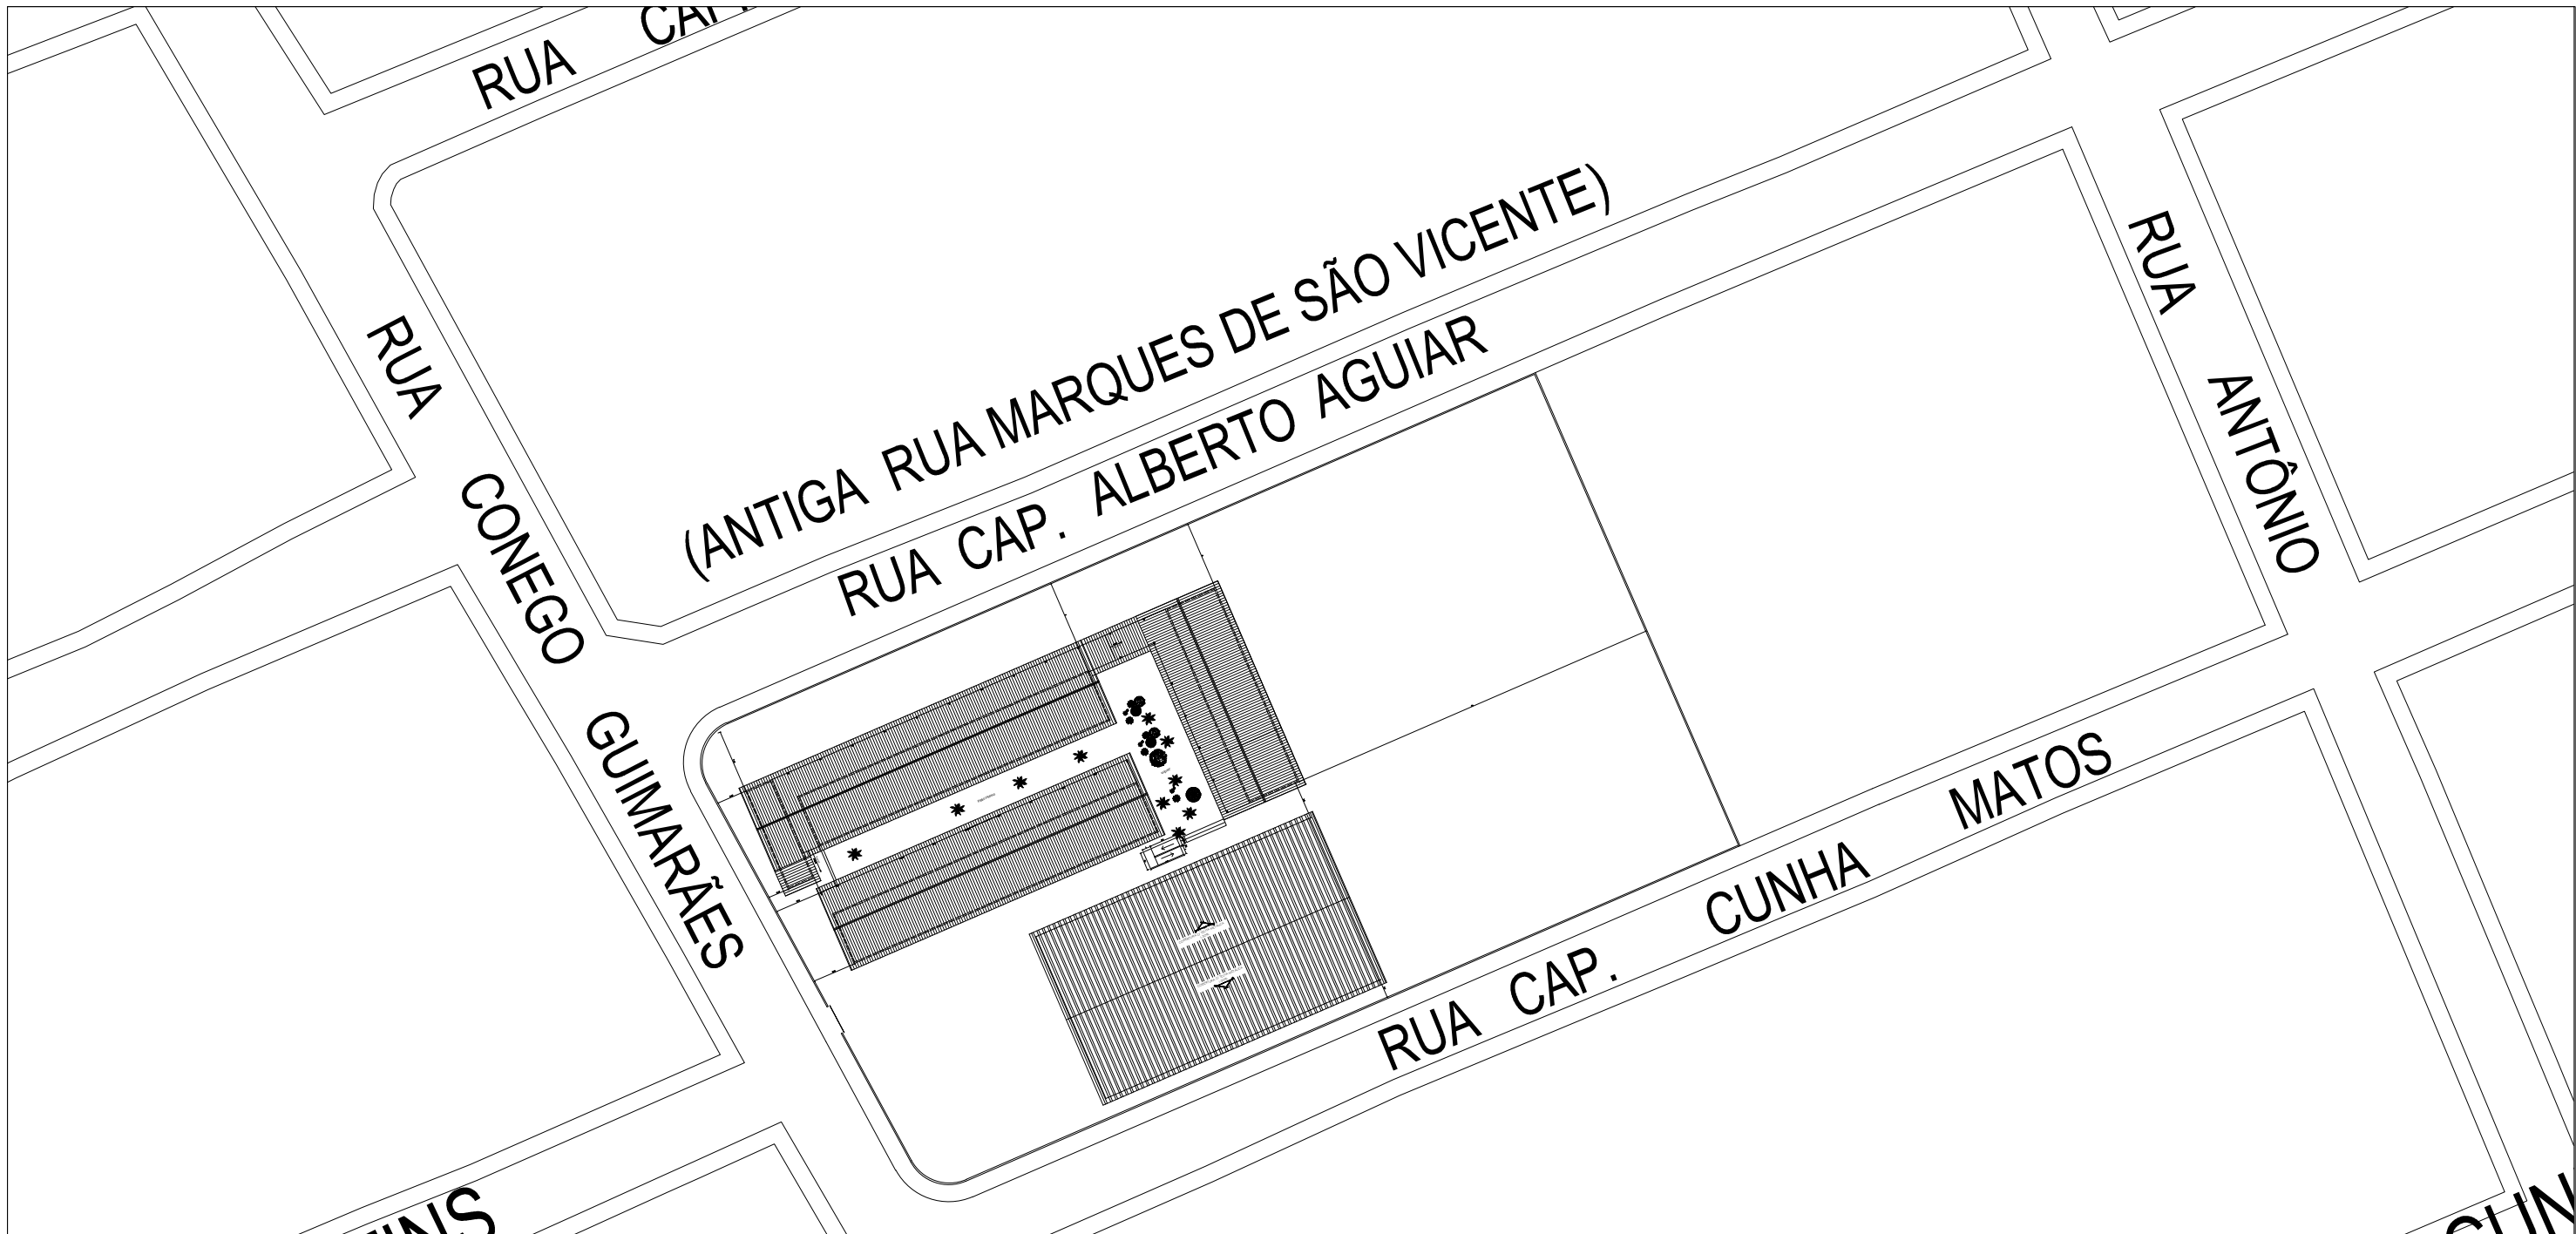 RUA
(ANTIGA RUA MARQUES DE SÃO VICENTE)
RUA CAP. ALBERTO AGUIAR
RUA CONEGO GUIMARÃES
RUA ANTÔNIO
RUA CAP. CUNHA MATOS